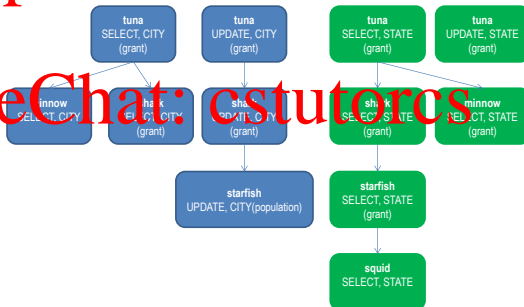 tuna
SELECT, CITY
(grant)
tuna
UPDATE, CITY
(grant)
tuna
SELECT, STATE
(grant)
tuna
UPDATE, STATE
(grant)
eChat: cstutorcs
minnow
SELECT, CITY
shark
SELECT, CITY
(grant)
shark
UPDATE, CITY
(grant)
shark
SELECT, STATE
(grant)
minnow
SELECT, STATE
(grant)
starfish
UPDATE, CITY(population)
starfish
SELECT, STATE
(grant)
squid
SELECT, STATE